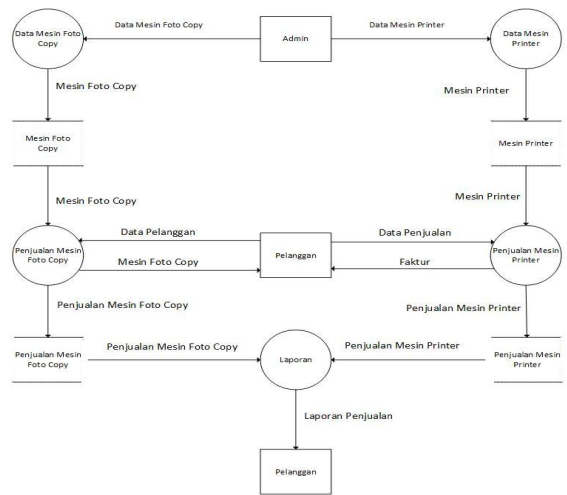 Data Mesin Foto Copy
Data Mesin Printer
Data Mesin Foto
Copy
Admin
Data Mesin
Printer
Mesin Foto Copy
Mesin Printer
Mesin Foto
Copy
Mesin Printer
Mesin Foto Copy
Mesin Printer
Data Pelanggan
Data Penjualan
Penjualan Mesin
Foto Copy
Pelanggan
Penjualan Mesin
Printer
Mesin Foto Copy
Faktur
Penjualan Mesin Foto Copy
Penjualan Mesin Printer
Penjualan Mesin
Foto Copy
Penjualan Mesin Foto Copy
Laporan
Penjualan Mesin Printer
Penjualan Mesin
Printer
Laporan Penjualan
Pelanggan